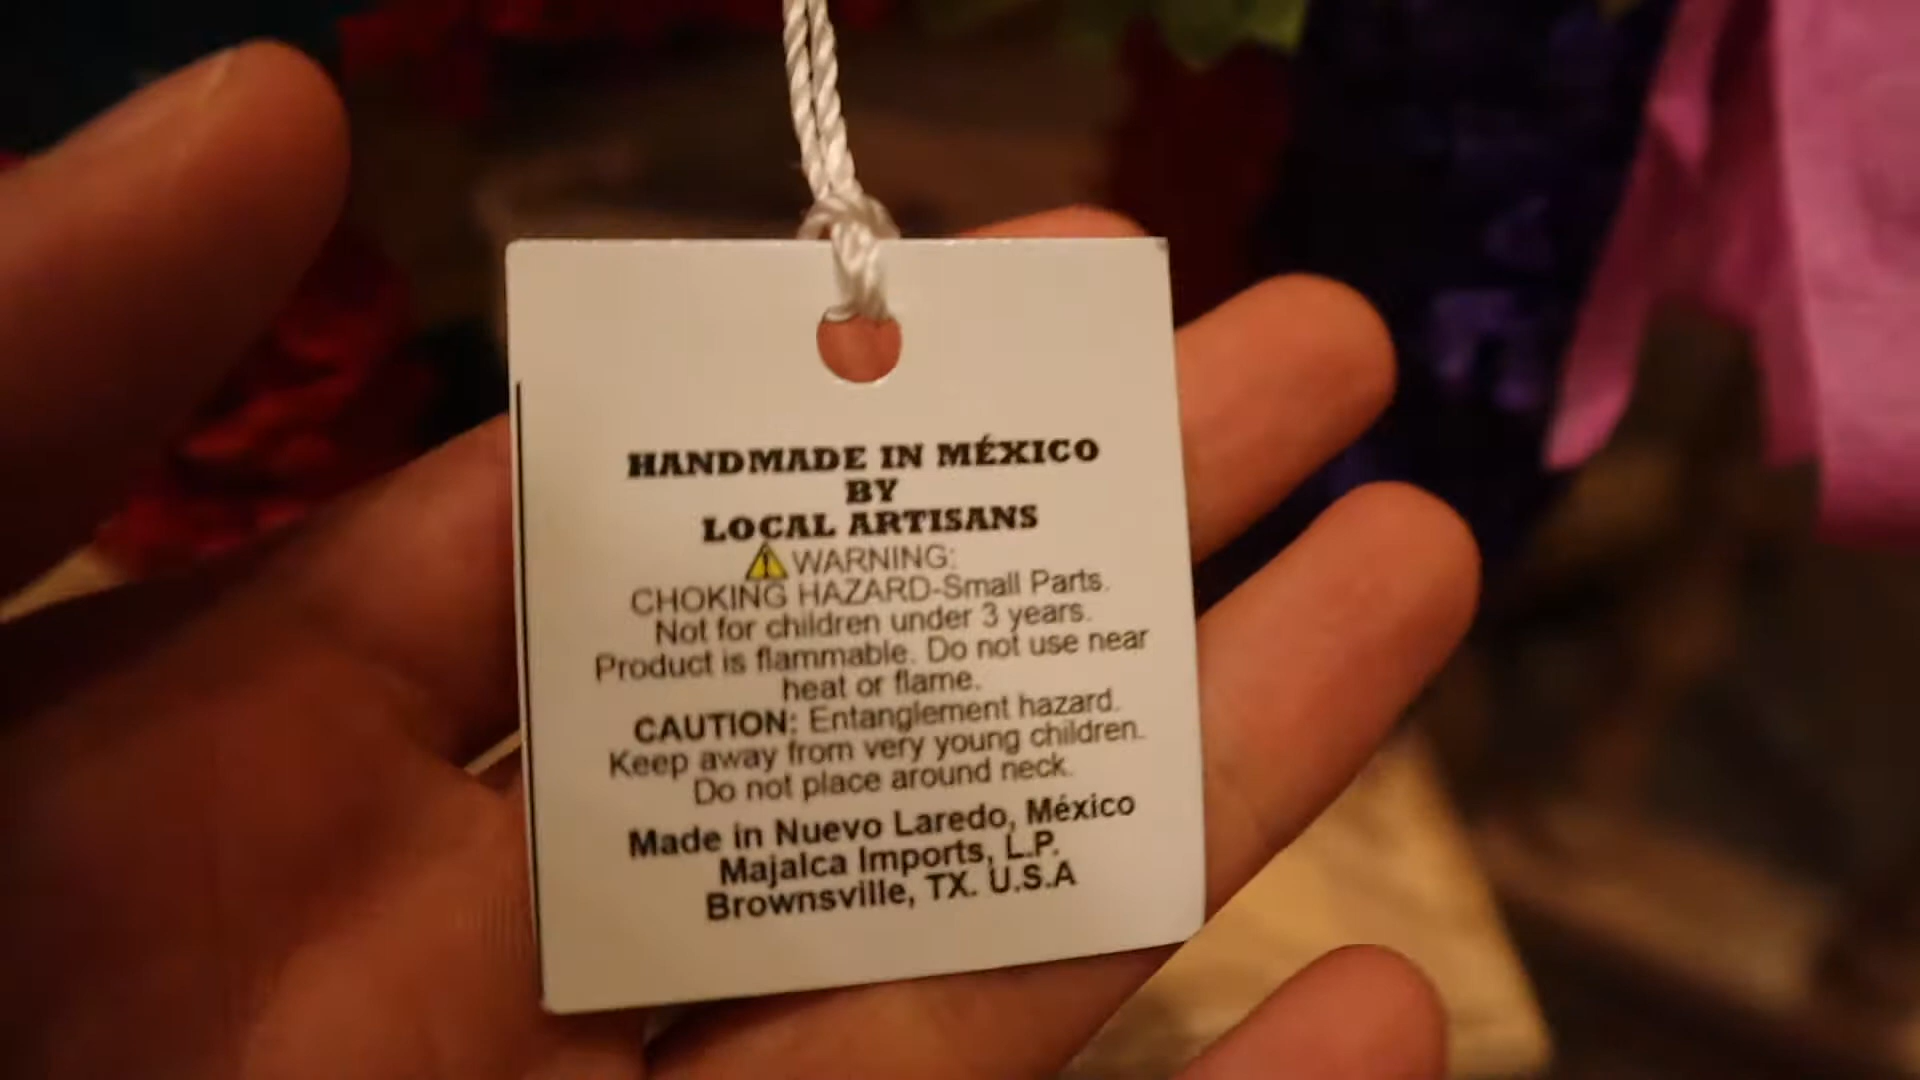 HANDMADE IN MÉXICO
BY
LOCAL ARTISANS
WARNING:
CHOKING HAZARD-Small Parts.
Not for children under 3 years.
Product is flammable. Do not use near
heat or flame.
CAUTION: Entanglement hazard.
Keep away from very young children.
Do not place around neck.
Made in Nuevo Laredo, México
Majalca Imports, L.P.
Brownsville, TX. U.S.A